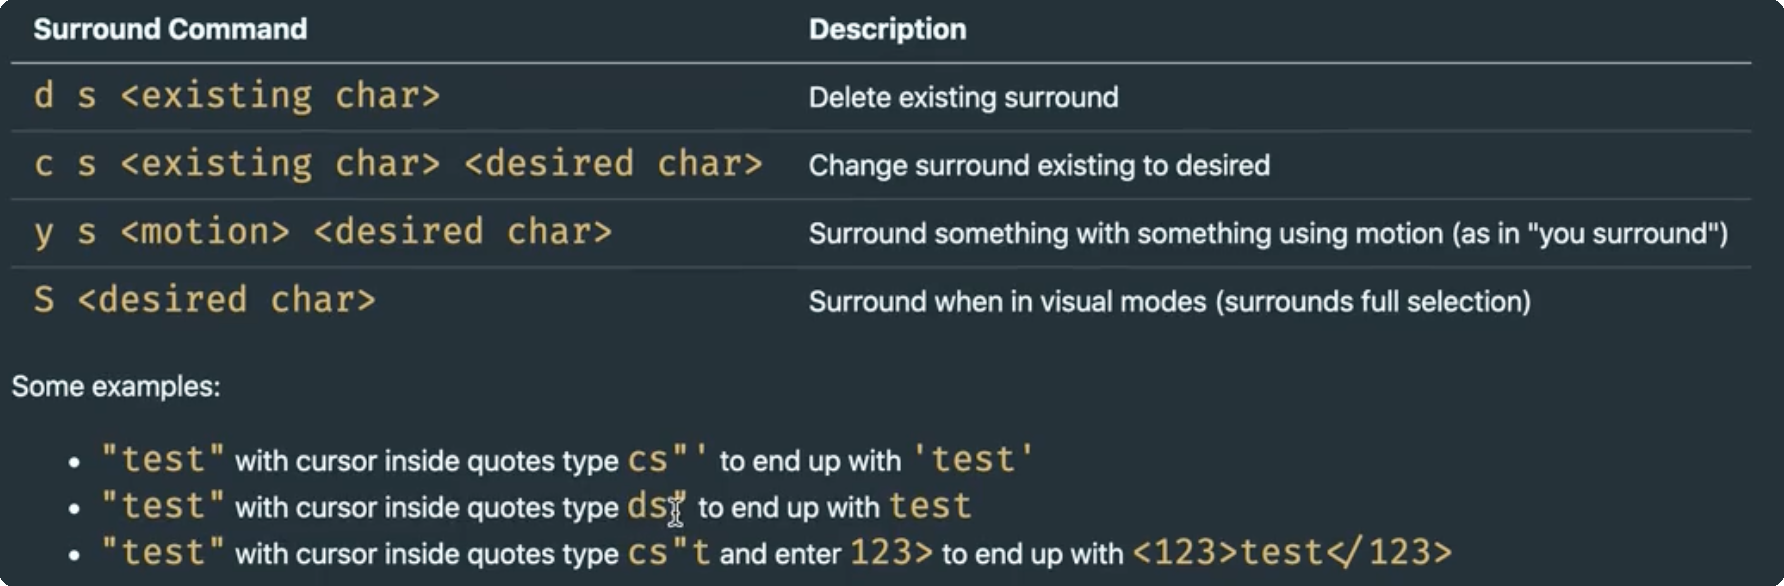 Surround Command Description
d s <existing char> Delete existing surround
c s <existing char> <desired char> Change surround existing to desired
y s <motion> <desired char> Surround something with something using motion (as in "you surround")
S <desired char> Surround when in visual modes (surrounds full selection)
Some examples:
• "test" with cursor inside quotes type cs"' to end up with 'test'
• "test" with cursor inside quotes type ds" to end up with test
• "test" with cursor inside quotes type cs"t and enter 123> to end up with <123>test</123>